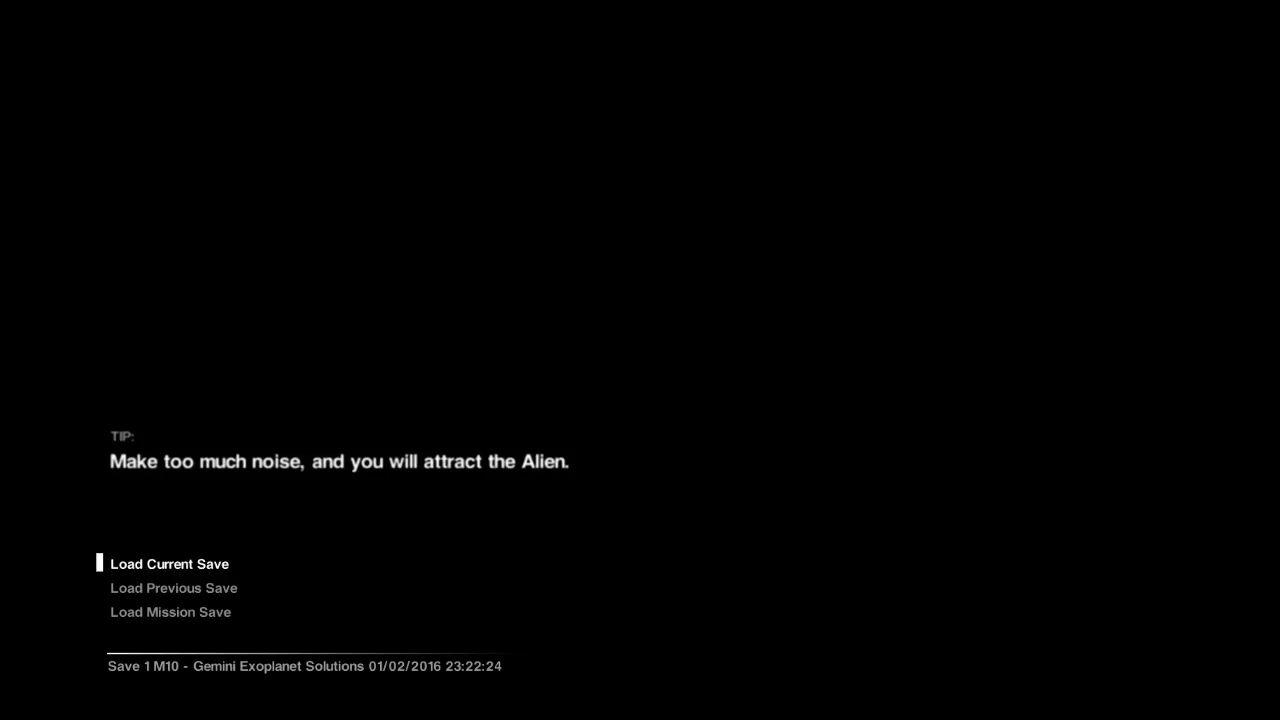 TIP:
Make too much noise, and you will attract the Alien.
Load Current Save
Load Previous Save
Load Mission Save
Save 1 M10 - Gemini Exoplanet Solutions 01/02/2016 23:22:24